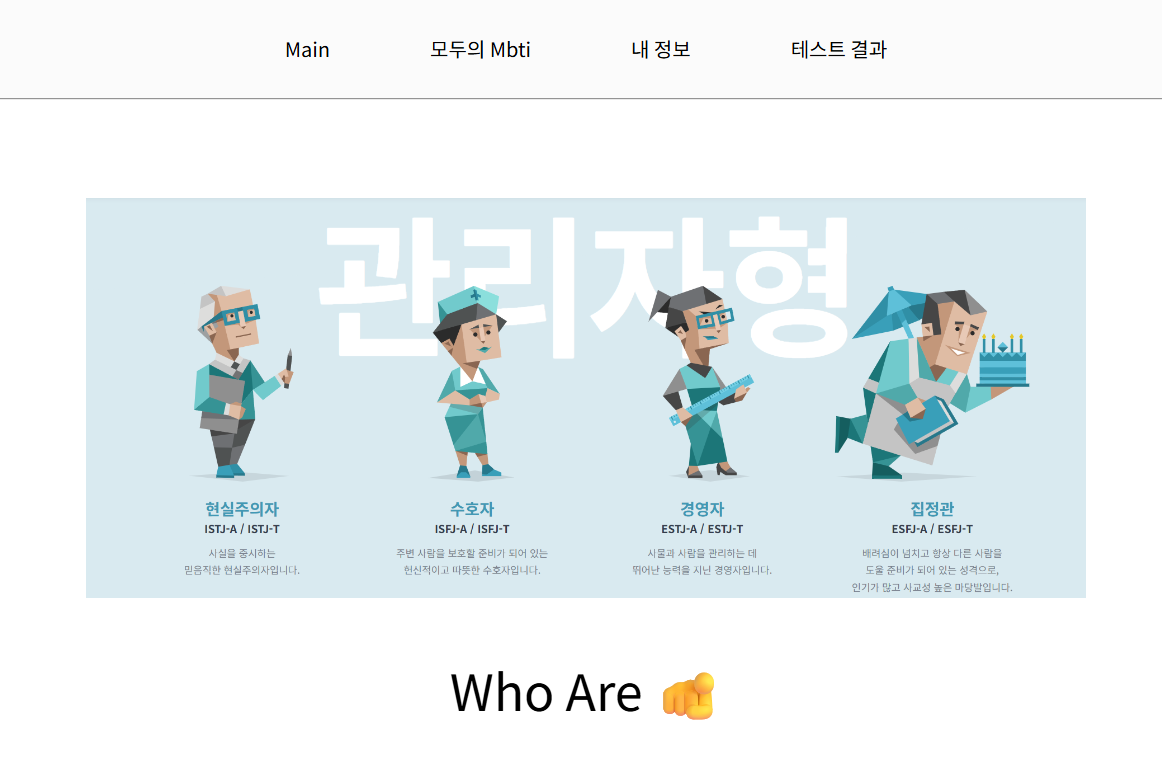 Main 모두의 Mbti 내 정보 테스트 결과
관리자형
현실주의자
ISTJ-A / ISTJ-T
사실을 중시하는
믿음직한 현실주의자입니다.
수호자
ISFJ-A / ISFJ-T
주변 사람을 보호할 준비가 되어 있는
헌신적이고 따뜻한 수호자입니다.
경영자
ESTJ-A / ESTJ-T
사물과 사람을 관리하는 데
뛰어난 능력을 지닌 경영자입니다.
집정관
ESFJ-A / ESFJ-T
배려심이 넘치고 항상 다른 사람을
도울 준비가 되어 있는 성격으로,
인기가 많고 사교성 높은 마당발입니다.
Who Are 🫵